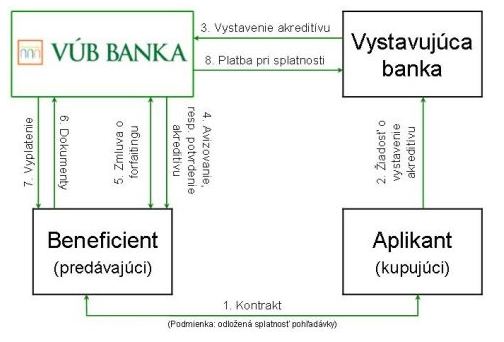 VÚB BANKA
3. Vystavenie akreditívu
8. Platba pri splatnosti
Vystavujúca
banka
7. Vyplatenie
6. Dokumenty
5. Zmluva o
forfaitingu
4. Avizovanie,
resp. potvrdenie
akreditívu
2. Žiadosť o
vystavenie
akreditívu
Beneficient
(predávajúci)
Aplikant
(kupujúci)
1. Kontrakt
(Podmienka: odložená splatnosť pohľadávky)